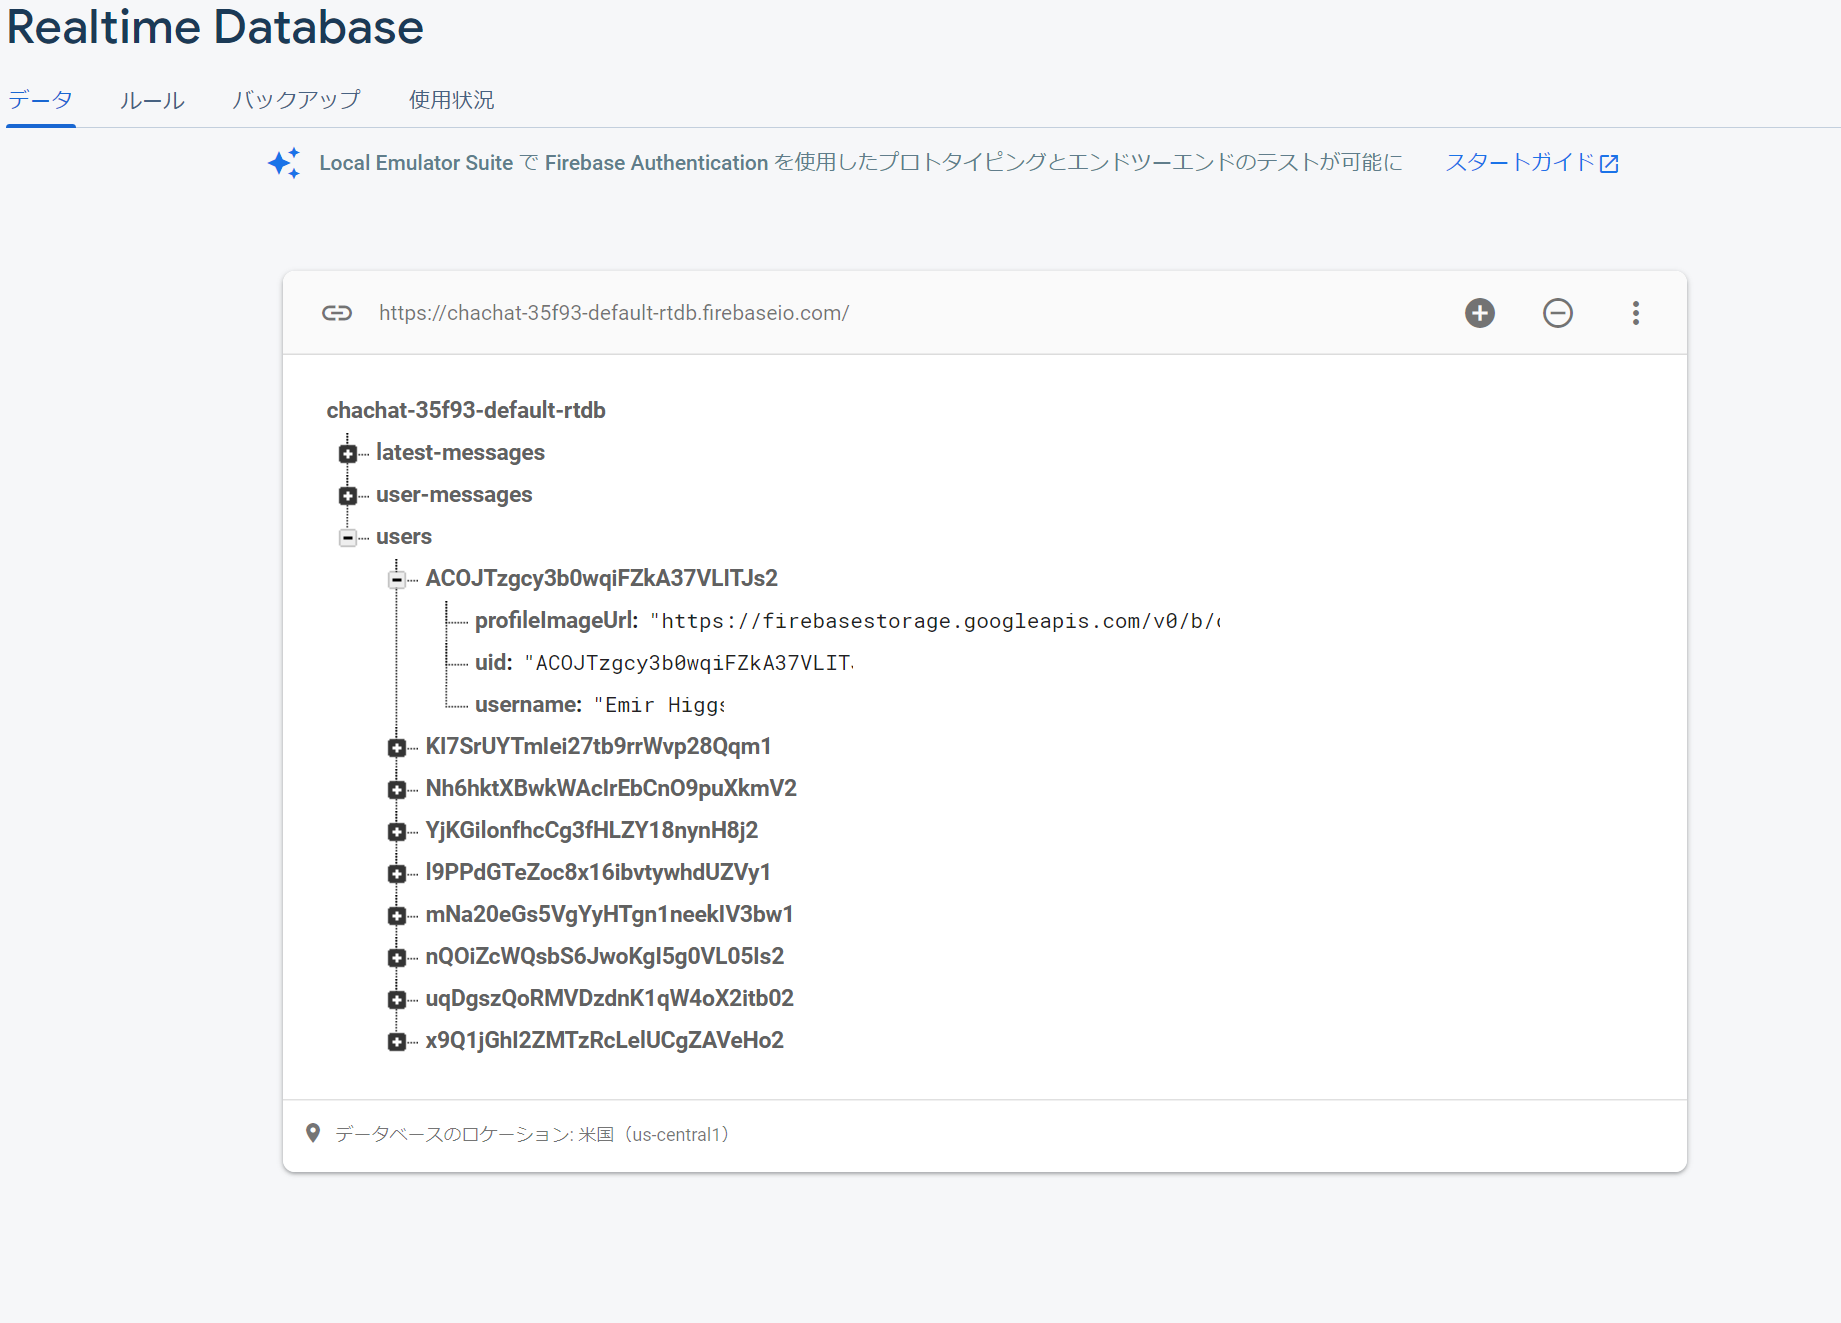 Realtime Database
データ ルール バックアップ 使用状況
Local Emulator Suite で Firebase Authentication を使用したプロトタイピングとエンドツーエンドのテストが可能に スタートガイド
https://chachat-35f93-default-rtdb.firebaseio.com/
chachat-35f93-default-rtdb
latest-messages
user-messages
users
ACOJTzgcy3b0wqiFZkA37VLITJs2
profileImageUrl: "https://firebasestorage.googleapis.com/v0/b/
uid: "ACOJTzgcy3b0wqiFZkA37VLIT
username: "Emir Higg
KI7SrUYTmlei27tb9rrWvp28Qqm1
Nh6hktXBwkWAcIrEbCnO9puXkmV2
YjKGilonfhcCg3fHLZY18nynH8j2
l9PPdGTeZoc8x16ibvtywhdUZVy1
mNa20eGs5VgYyHTgn1neekIV3bw1
nQOiZcWQsbS6JwoKgI5g0VL05Is2
uqDgszQoRMVDzdnK1qW4oX2itb02
x9Q1jGhI2ZMTzRcLelUCgZAVeHo2
データベースのロケーション: 米国（us-central1）